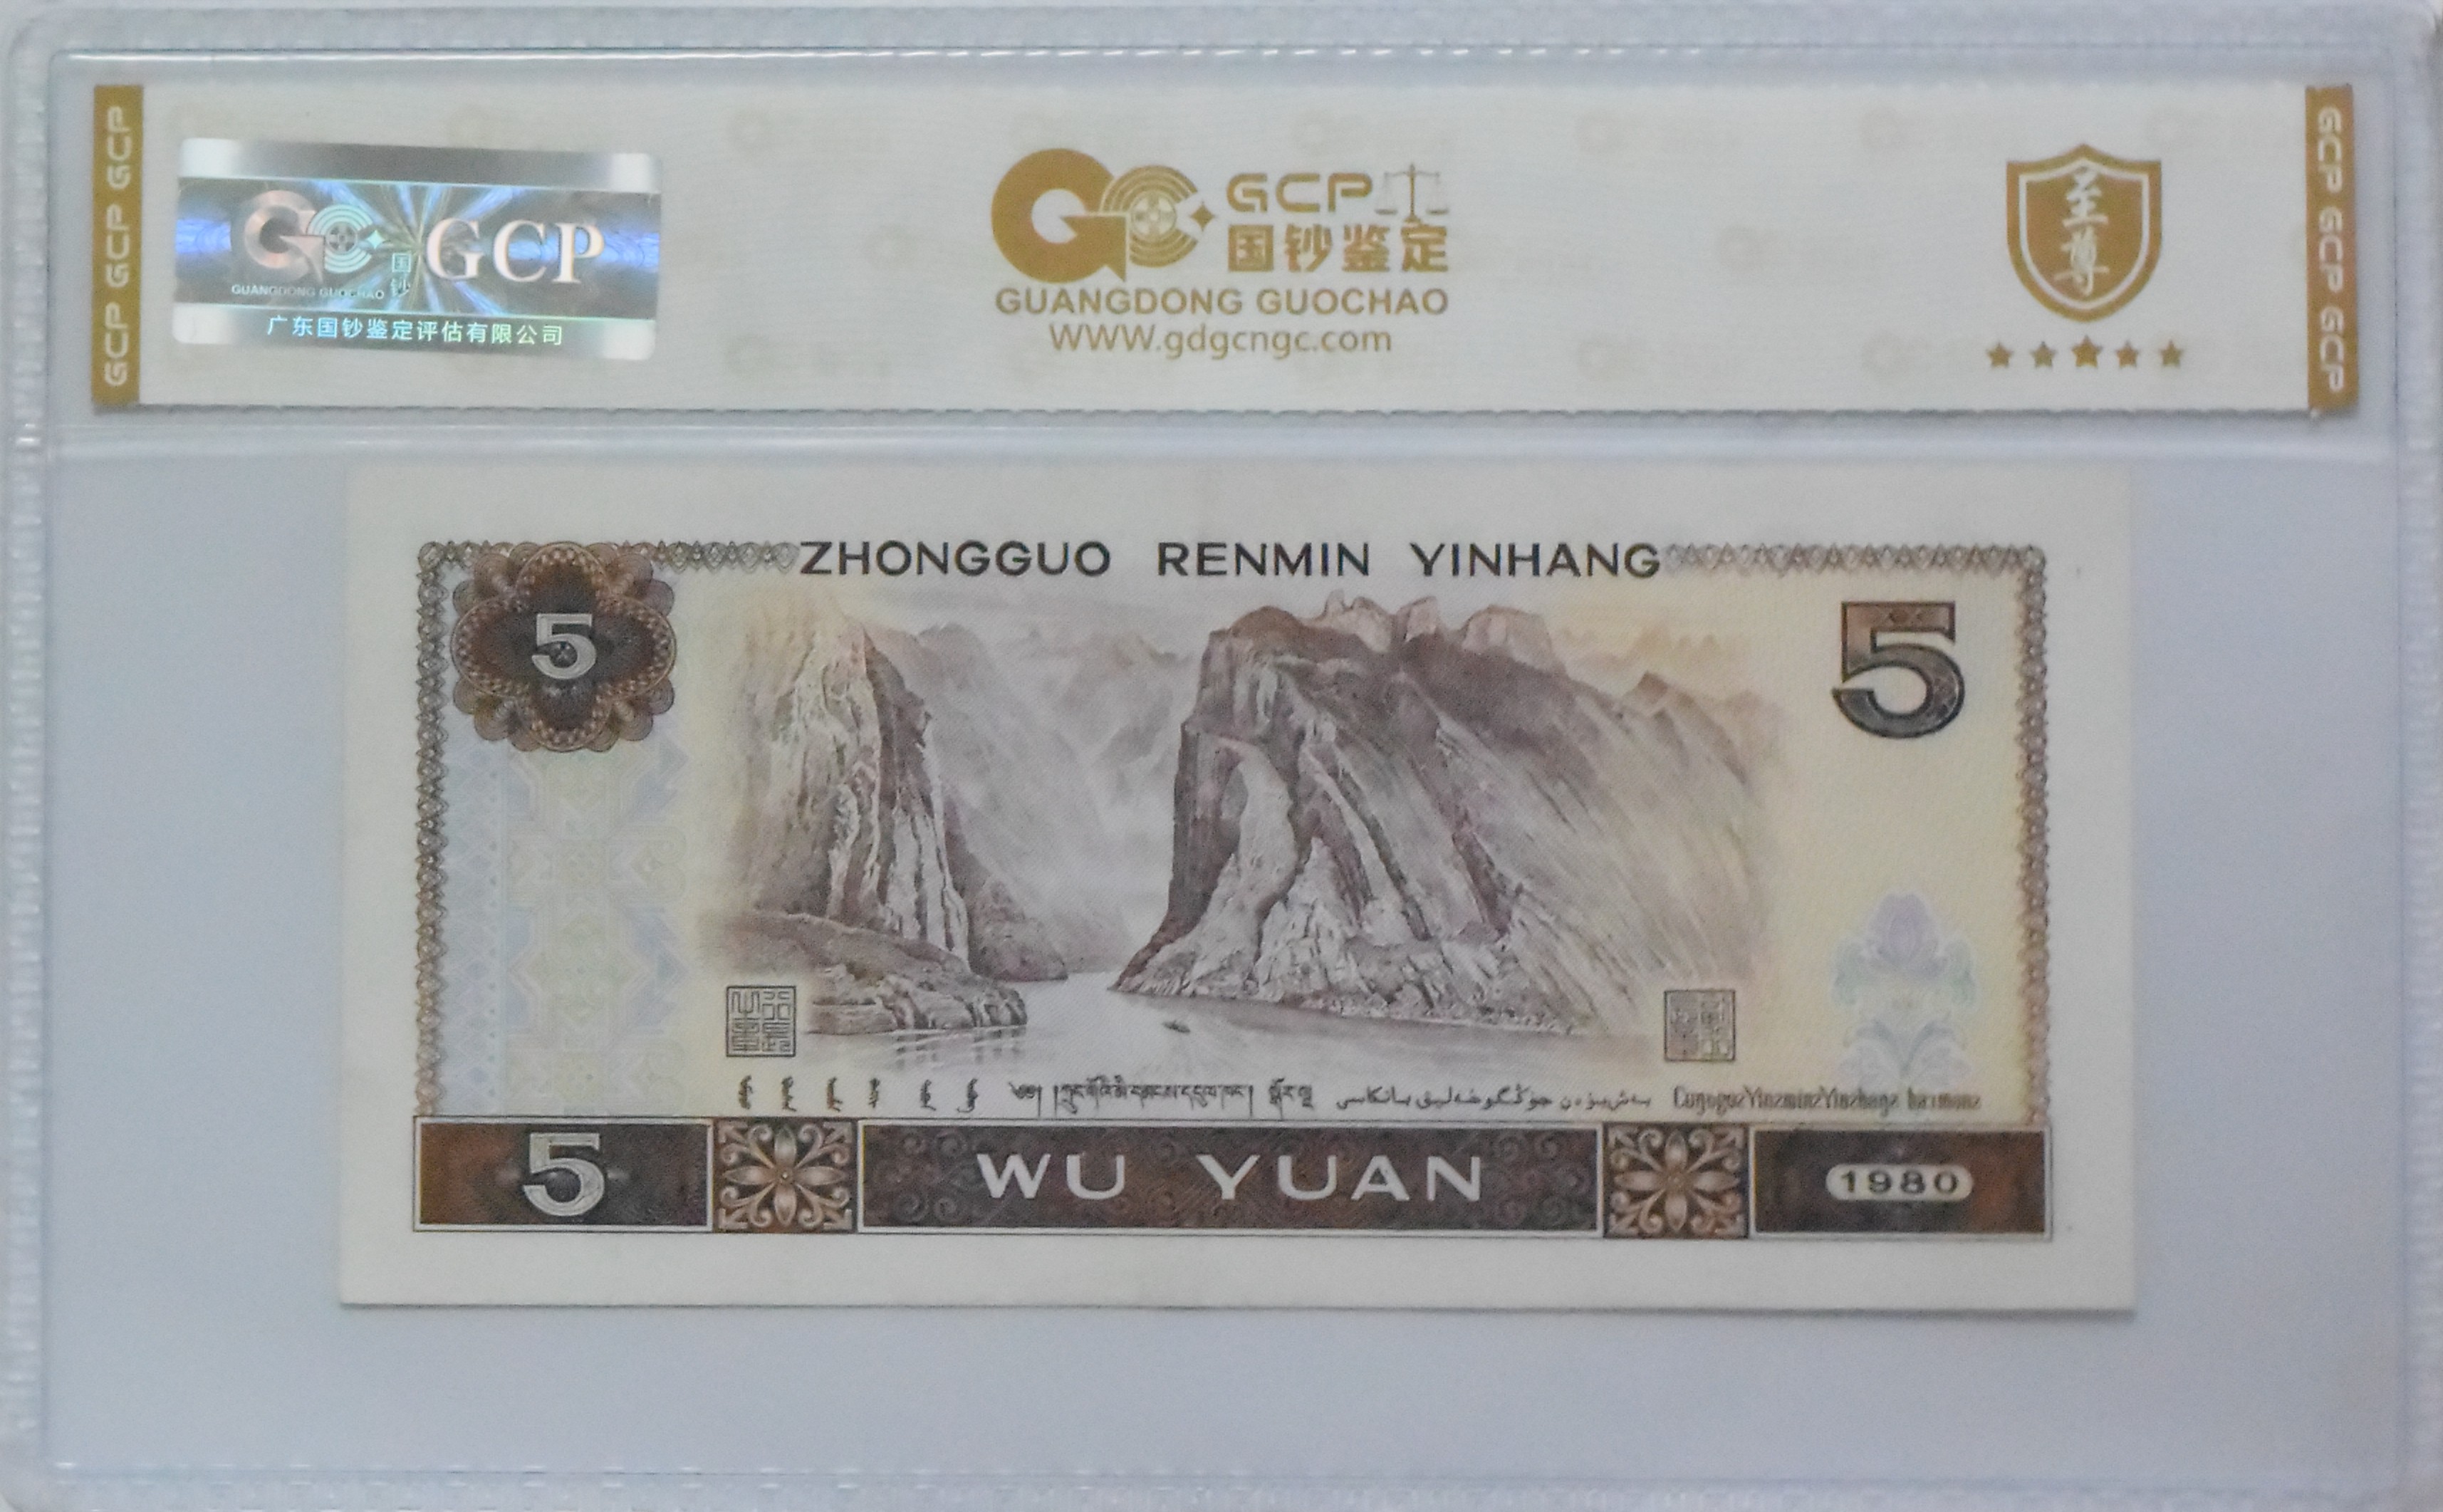 GCP GCP GCP
GCP
国钞
GUANGDONG GUOCHAO
广东国钞鉴定评估有限公司
GCP
国钞鉴定
GUANGDONG GUOCHAO
WWW.gdgcngc.com
至尊
GCP GCP GCP
ZHONGGUO RENMIN YINHANG
5
5
5
WU YUAN
1980